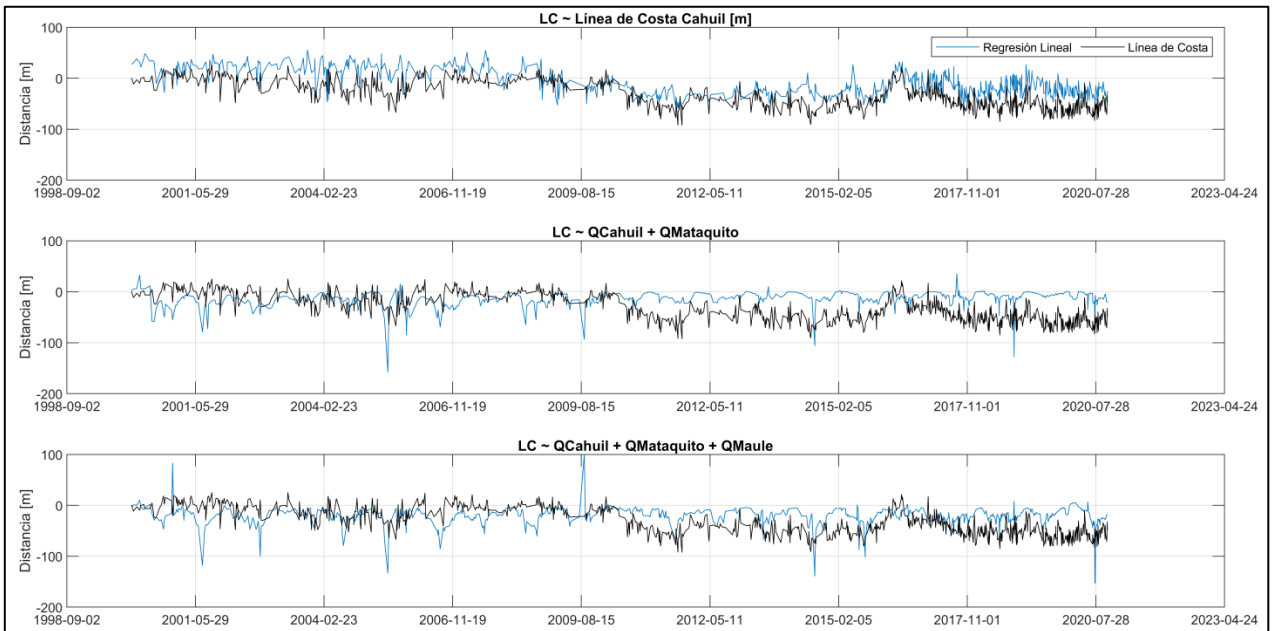 LC ~ Línea de Costa Cahuil [m]
Regresión Lineal
Línea de Costa
Distancia [m]
100
0
-100
-200
1998-09-02 2001-05-29 2004-02-23 2006-11-19 2009-08-15 2012-05-11 2015-02-05 2017-11-01 2020-07-28 2023-04-24
LC ~ QCahuil + QMataquito
Distancia [m]
100
0
-100
-200
1998-09-02 2001-05-29 2004-02-23 2006-11-19 2009-08-15 2012-05-11 2015-02-05 2017-11-01 2020-07-28 2023-04-24
LC ~ QCahuil + QMataquito + QMaule
Distancia [m]
100
0
-100
-200
1998-09-02 2001-05-29 2004-02-23 2006-11-19 2009-08-15 2012-05-11 2015-02-05 2017-11-01 2020-07-28 2023-04-24